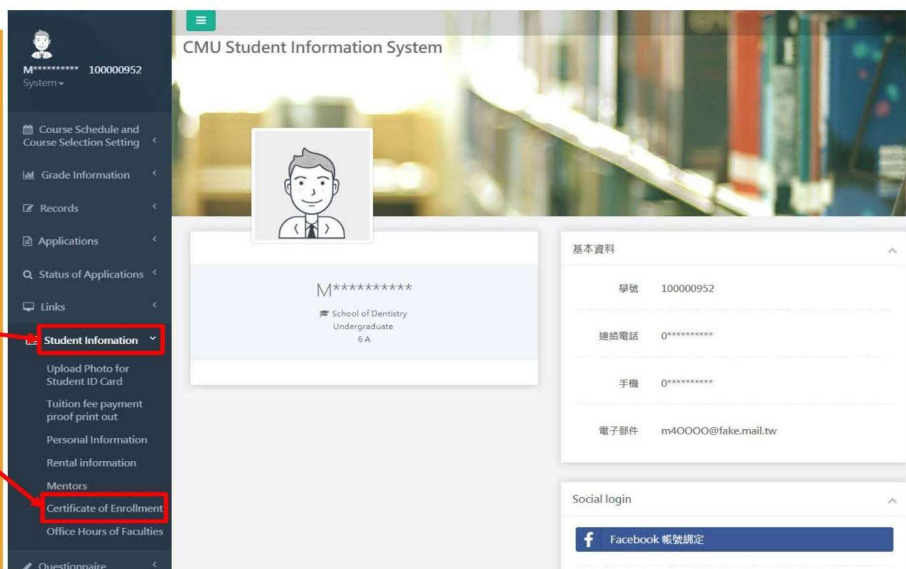 CMU Student Information System
M********** 100000952
System
Course Schedule and
Course Selection Setting
Grade Information
Records
Applications
Status of Applications
Links
Student Infomation
Upload Photo for
Student ID Card
Tuition fee payment
proof print out
Personal Information
Rental information
Mentors
Certificate of Enrollment
Office Hours of Faculties
Questionnaire
M**********
School of Dentistry
Undergraduate
6 A
基本資料
學號 100000952
連絡電話 0**********
手機 0**********
電子郵件 m4OOOO@fake.mail.tw
Social login
f Facebook 帳號綁定